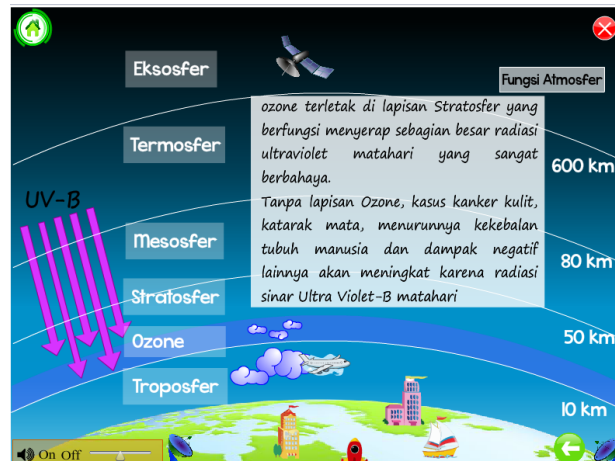 Eksosfer
Fungsi Atmosfer
ozone terletak di lapisan Stratosfer yang
berfungsi menyerap sebagian besar radiasi
ultraviolet matahari yang sangat
berbahaya.
Tanpa lapisan Ozone, kasus kanker kulit,
katarak mata, menurunnya kekebalan
tubuh manusia dan dampak negatif
lainnya akan meningkat karena radiasi
sinar Ultra Violet-B matahari
Termosfer
600 km
UV-B
Mesosfer
80 km
Stratosfer
Ozone
50 km
Troposfer
10 km
On Off